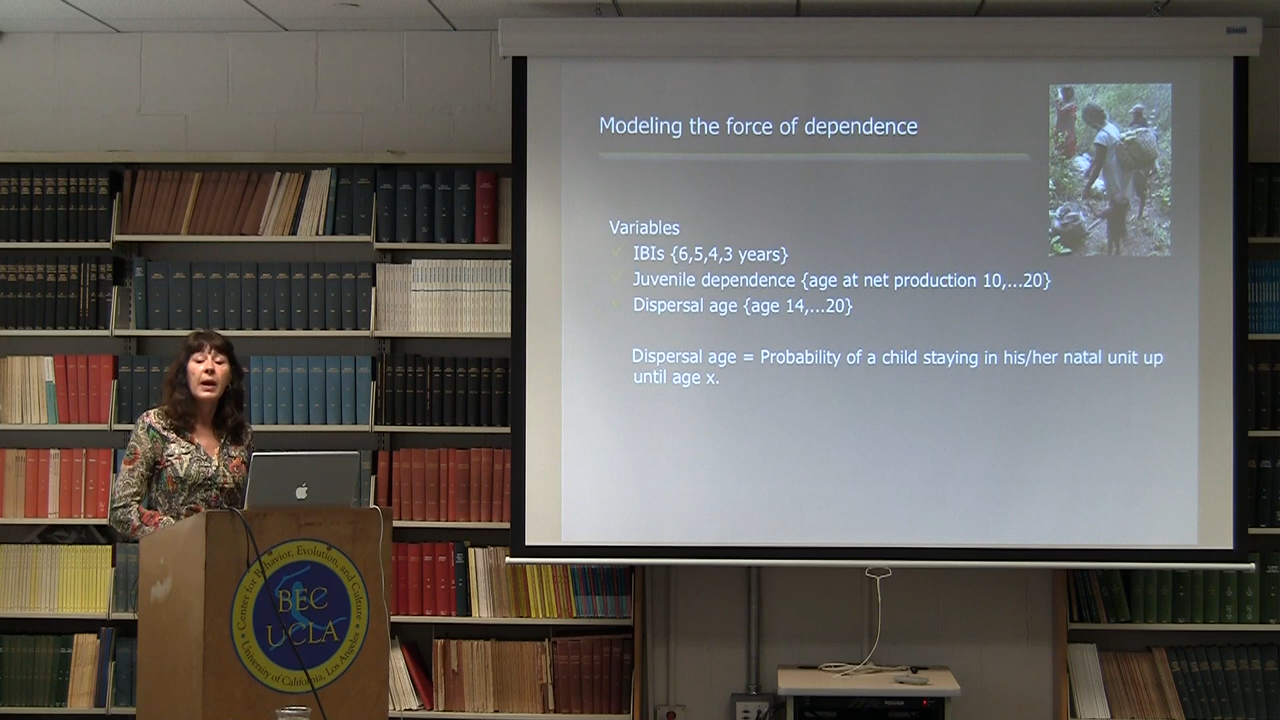 Modeling the force of dependence
Variables
IBIs {6,5,4,3 years}
Juvenile dependence {age at net production 10,...20}
Dispersal age {age 14,...20}
Dispersal age = Probability of a child staying in his/her natal unit up
until age x.
Center for Behavior, Evolution, and Culture
BEC
UCLA
University of California, Los Angeles